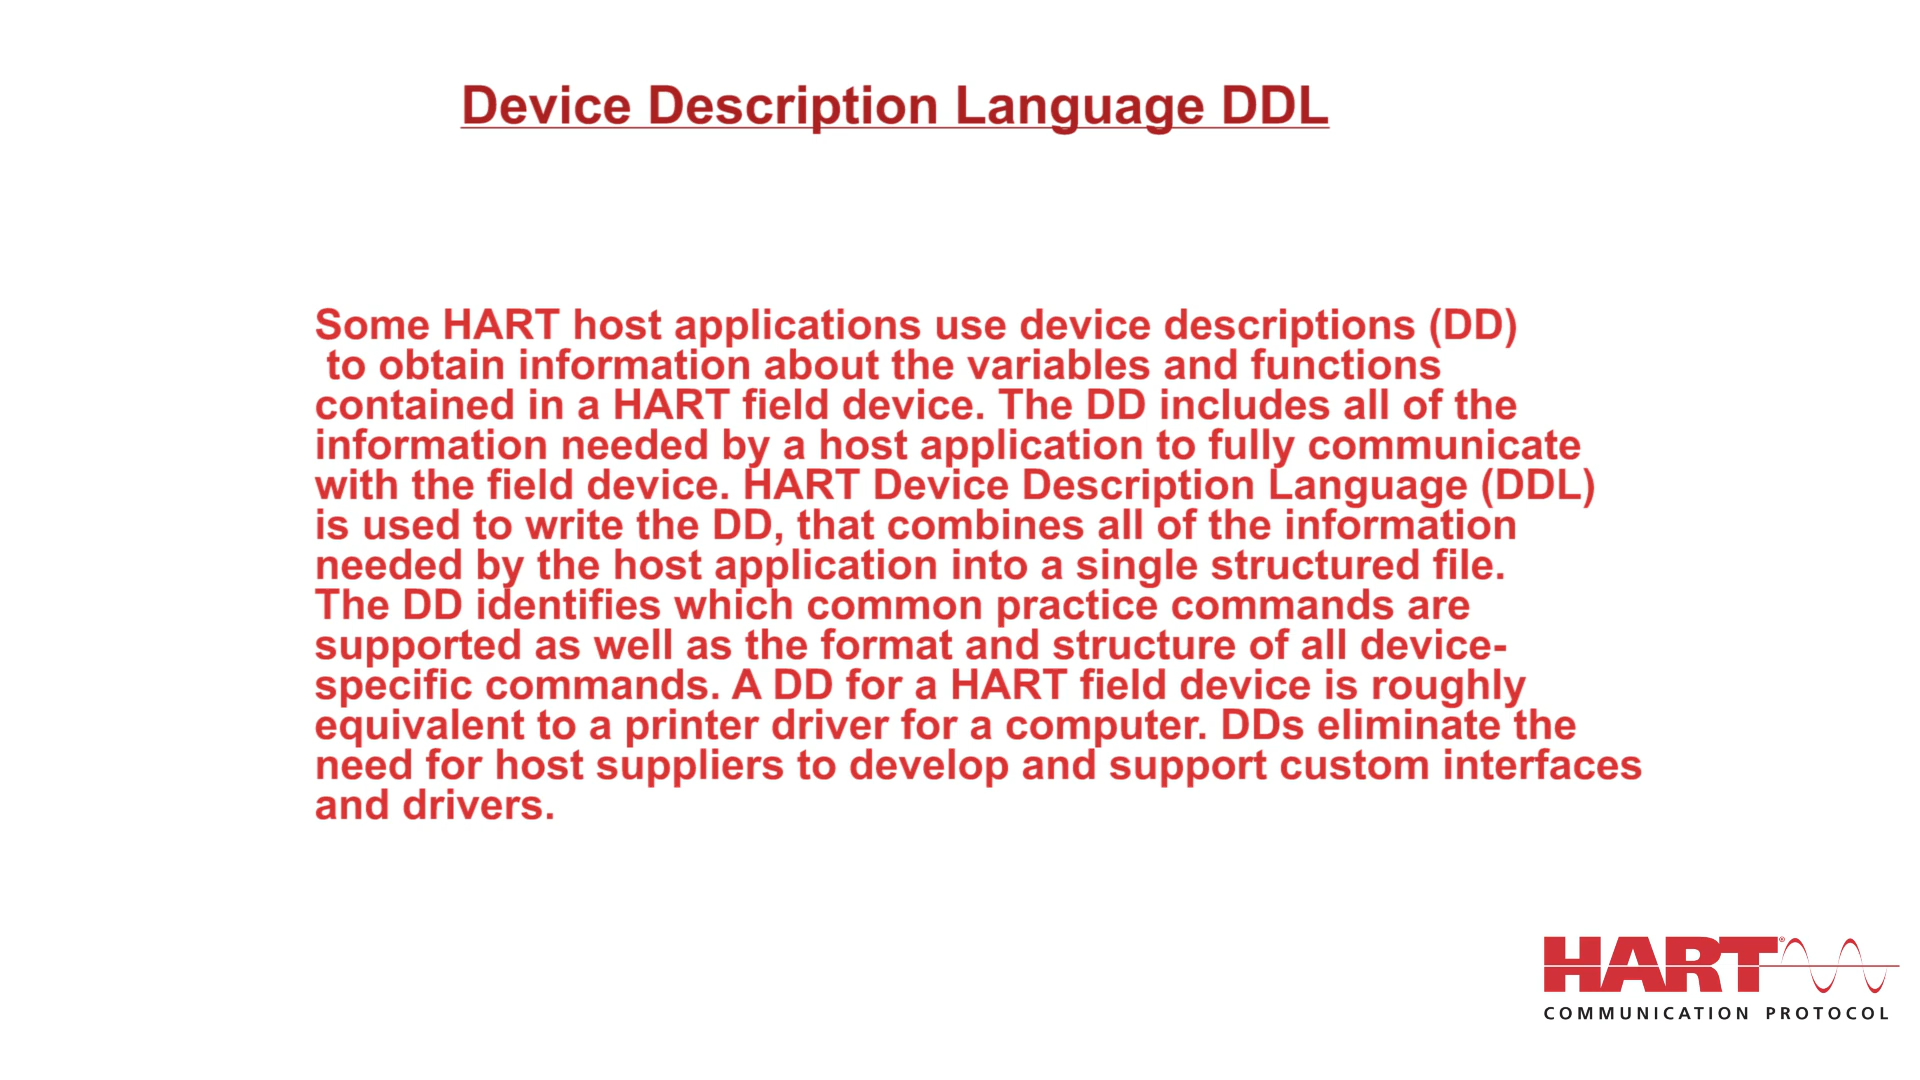 Device Description Language DDL
Some HART host applications use device descriptions (DD)
to obtain information about the variables and functions
contained in a HART field device. The DD includes all of the
information needed by a host application to fully communicate
with the field device. HART Device Description Language (DDL)
is used to write the DD, that combines all of the information
needed by the host application into a single structured file.
The DD identifies which common practice commands are
supported as well as the format and structure of all device-
specific commands. A DD for a HART field device is roughly
equivalent to a printer driver for a computer. DDs eliminate the
need for host suppliers to develop and support custom interfaces
and drivers.
HART®
COMMUNICATION PROTOCOL